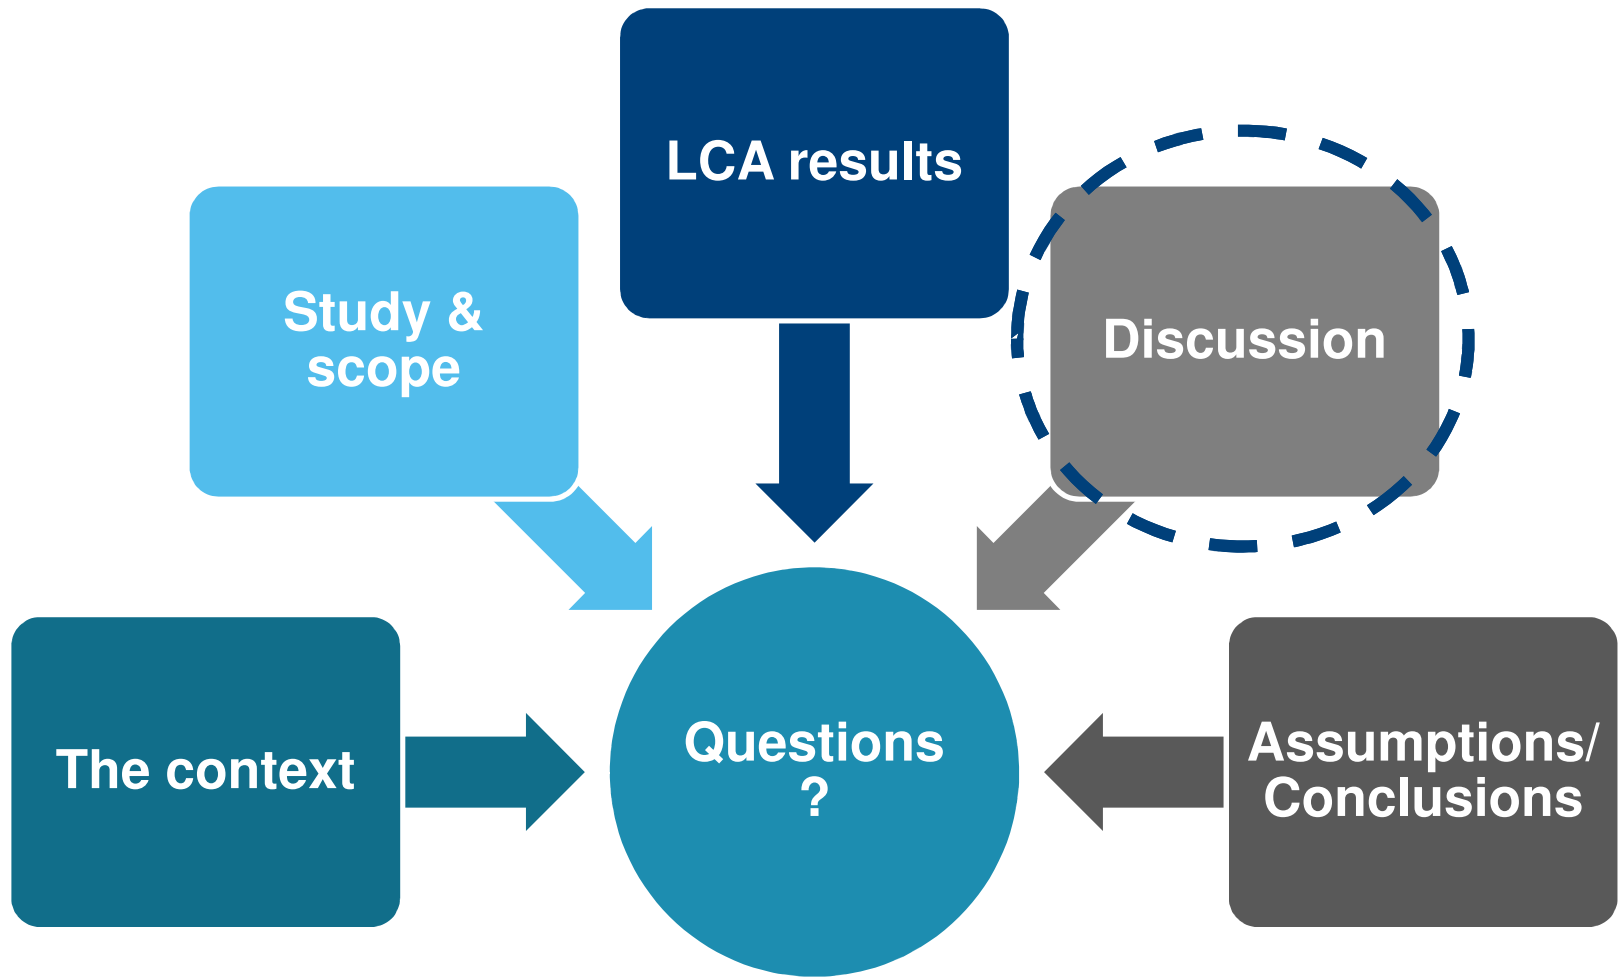 LCA results
Study &
scope
Discussion
The context
Questions
?
Assumptions/
Conclusions